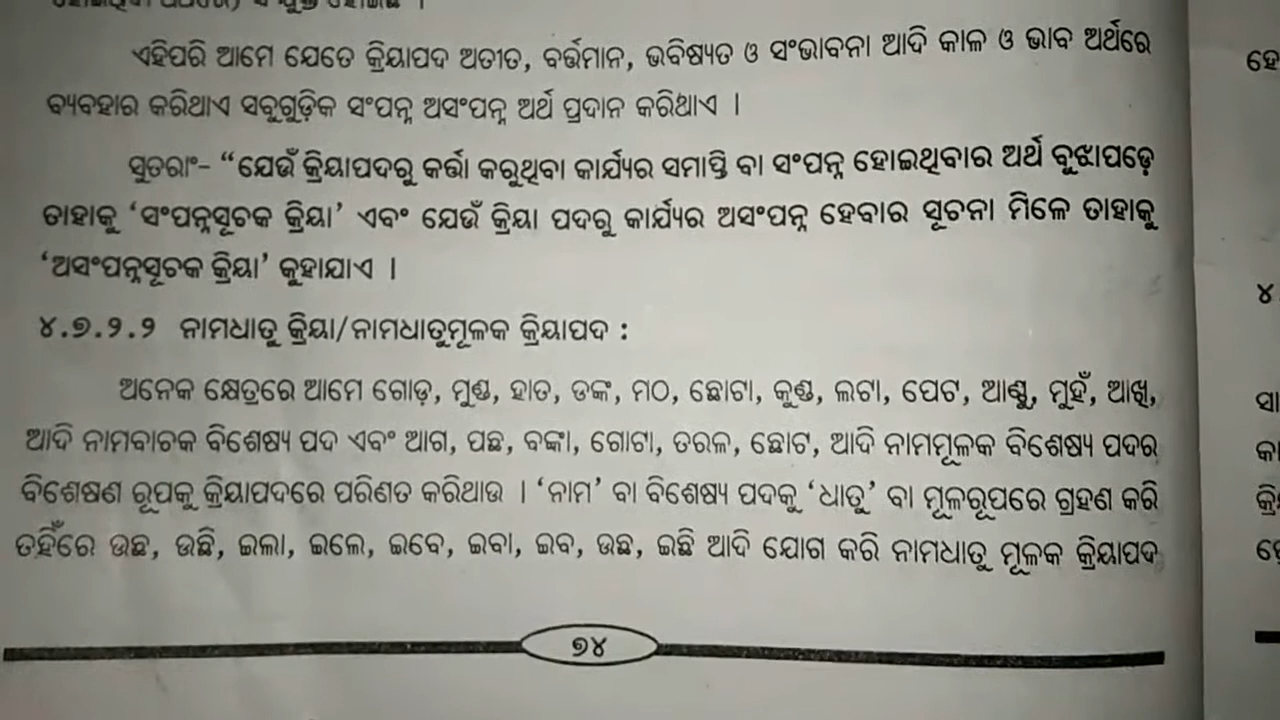 ଏହିପରି ଆମେ ଯେତେ କ୍ରିୟାପଦ ଅତୀତ, ବର୍ତ୍ତମାନ, ଭବିଷ୍ୟତ ଓ ସଂଭାବନା ଆଦି କାଳ ଓ ଭାବ ଅର୍ଥରେ
ବ୍ୟବହାର କରିଥାଏ ସବୁଗୁଡ଼ିକ ସଂପନ୍ନ ଅସଂପନ୍ନ ଅର୍ଥ ପ୍ରଦାନ କରିଥାଏ ।
ସୁତରାଂ- “ଯେଉଁ କ୍ରିୟାପଦରୁ କର୍ତ୍ତା କରୁଥିବା କାର୍ଯ୍ୟର ସମାପ୍ତି ବା ସଂପନ୍ନ ହୋଇଥିବାର ଅର୍ଥ ବୁଝାପଡ଼େ
ତାହାକୁ ‘ସଂପନ୍ନସୂଚକ କ୍ରିୟା’ ଏବଂ ଯେଉଁ କ୍ରିୟା ପଦରୁ କାର୍ଯ୍ୟର ଅସଂପନ୍ନ ହେବାର ସୂଚନା ମିଳେ ତାହାକୁ
‘ଅସଂପନ୍ନସୂଚକ କ୍ରିୟା’ କୁହାଯାଏ ।
୪.୭.୨.୨ ନାମଧାତୁ କ୍ରିୟା/ନାମଧାତୁମୂଳକ କ୍ରିୟାପଦ :
ଅନେକ କ୍ଷେତ୍ରରେ ଆମେ ଗୋଡ଼, ମୁଣ୍ଡ, ହାତ, ଡଙ୍କ, ମଠ, ଛୋଟା, କୁଣ୍ଡ, ଲଟା, ପେଟ, ଆଣ୍ଠୁ, ମୁହଁ, ଆଖି,
ଆଦି ନାମବାଚକ ବିଶେଷ୍ୟ ପଦ ଏବଂ ଆଗ, ପଛ, ବଙ୍କା, ଗୋଟା, ତରଳ, ଛୋଟ, ଆଦି ନାମମୂଳକ ବିଶେଷ୍ୟ ପଦର
ବିଶେଷଣ ରୂପକୁ କ୍ରିୟାପଦରେ ପରିଣତ କରିଥାଉ । ‘ନାମ’ ବା ବିଶେଷ୍ୟ ପଦକୁ ‘ଧାତୁ’ ବା ମୂଳରୂପରେ ଗ୍ରହଣ କରି
ତହିଁରେ ଉଛ, ଉଛି, ଇଲା, ଇଲେ, ଇବେ, ଇବା, ଇବ, ଉଛ, ଇଛି ଆଦି ଯୋଗ କରି ନାମଧାତୁ ମୂଳକ କ୍ରିୟାପଦ
୭୪